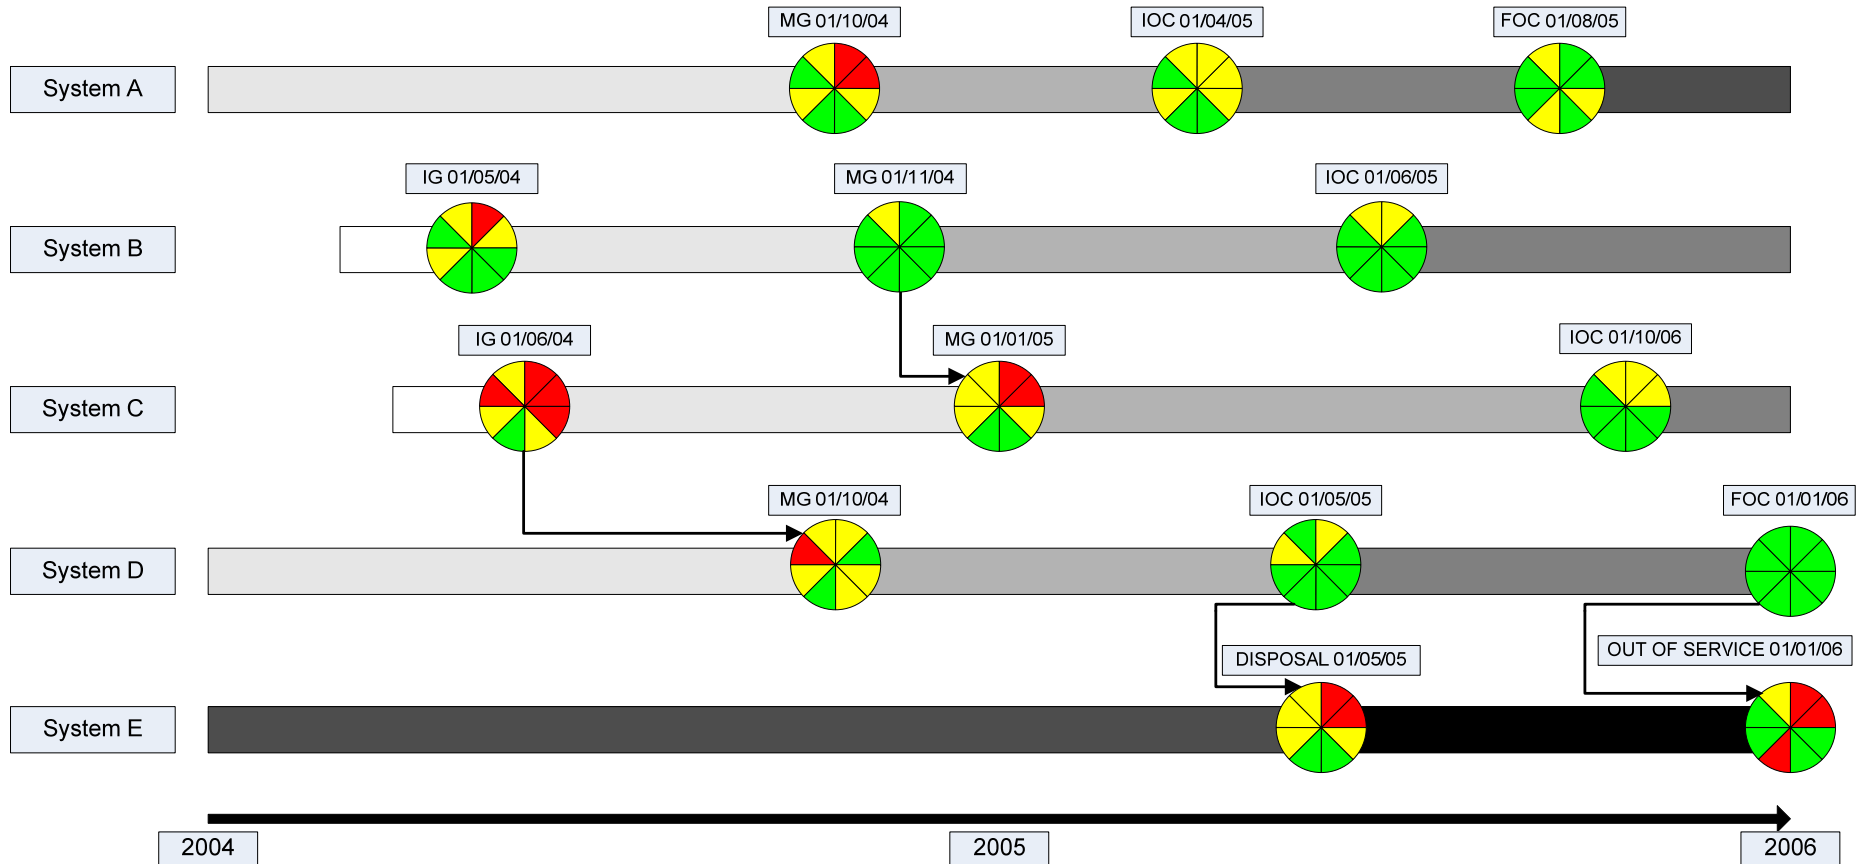 MG 01/10/04
IOC 01/04/05
FOC 01/08/05
System A
IG 01/05/04
MG 01/11/04
IOC 01/06/05
System B
IG 01/06/04
MG 01/01/05
IOC 01/10/06
System C
MG 01/10/04
IOC 01/05/05
FOC 01/01/06
System D
DISPOSAL 01/05/05
OUT OF SERVICE 01/01/06
System E
2004
2005
2006